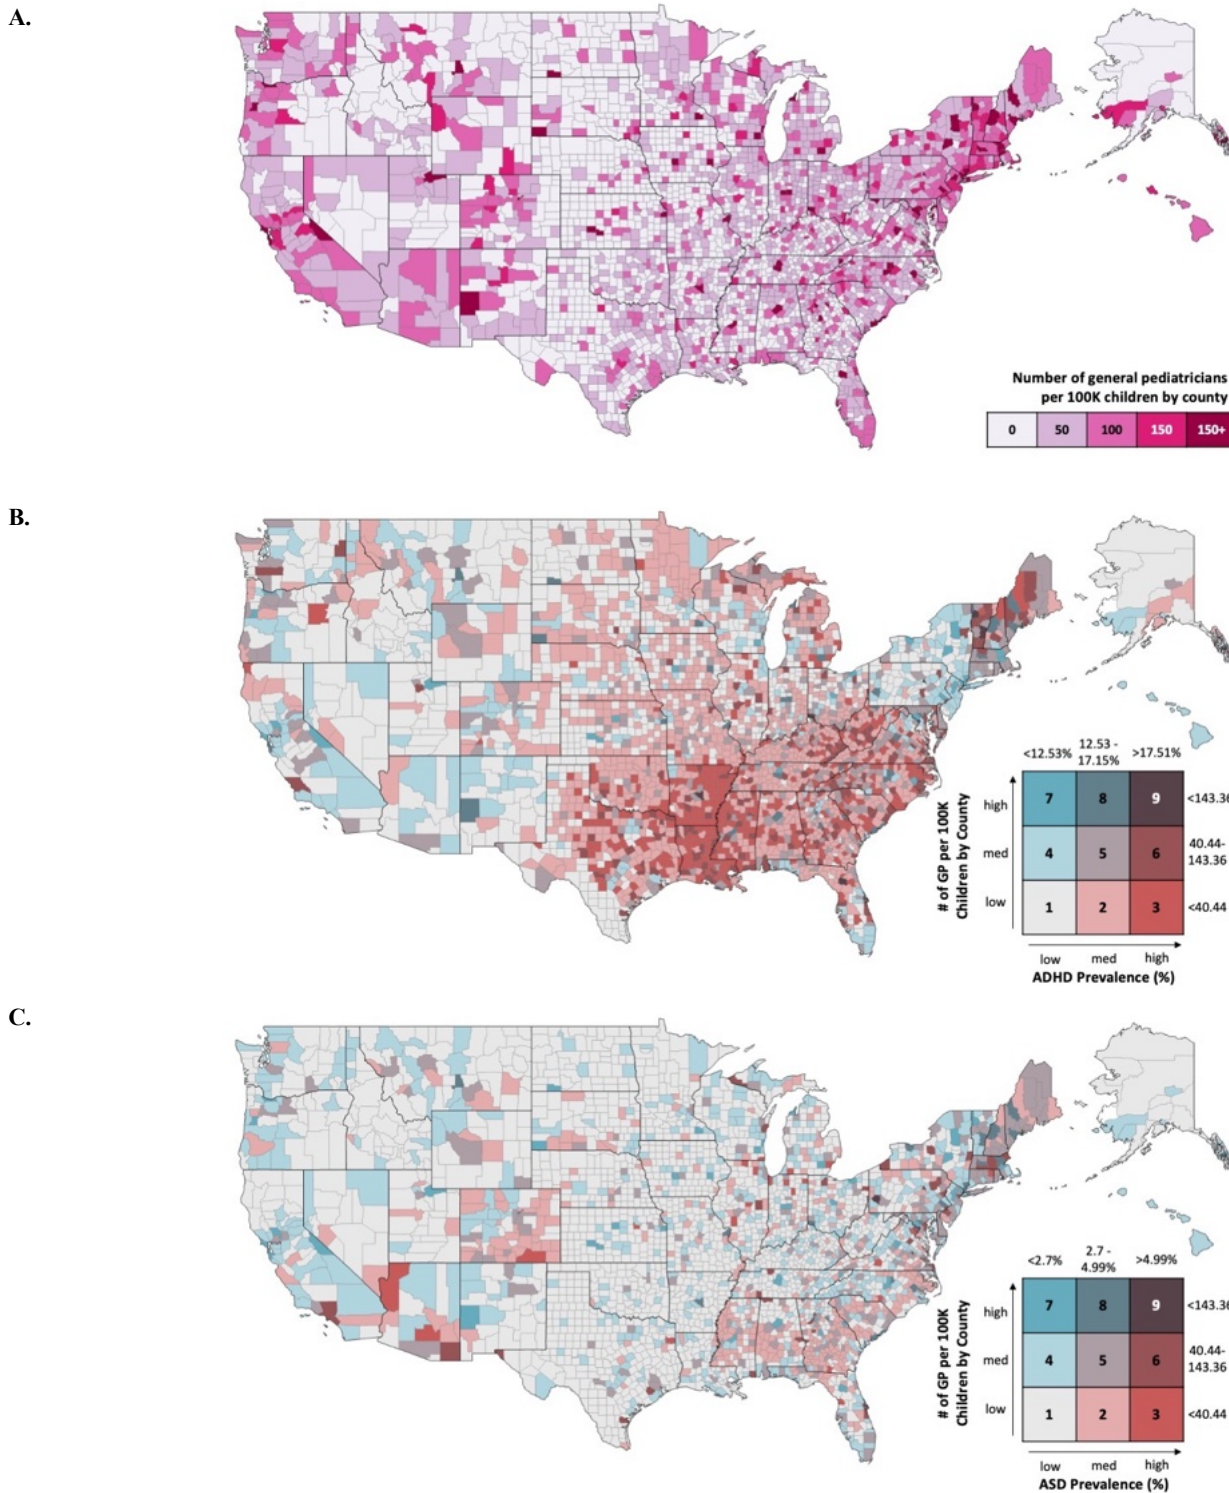 A.
Number of general pediatricians
per 100K children by county
0 50 100 150 150+
B.
<12.53% 12.53 - 17.15% >17.51%
# of GP per 100K
Children by County
high 7 8 9 <143.36
med 4 5 6 40.44-
143.36
low 1 2 3 <40.44
low med high
ADHD Prevalence (%)
C.
<2.7% 2.7 - 4.99% >4.99%
# of GP per 100K
Children by County
high 7 8 9 <143.36
med 4 5 6 40.44-
143.36
low 1 2 3 <40.44
low med high
ASD Prevalence (%)